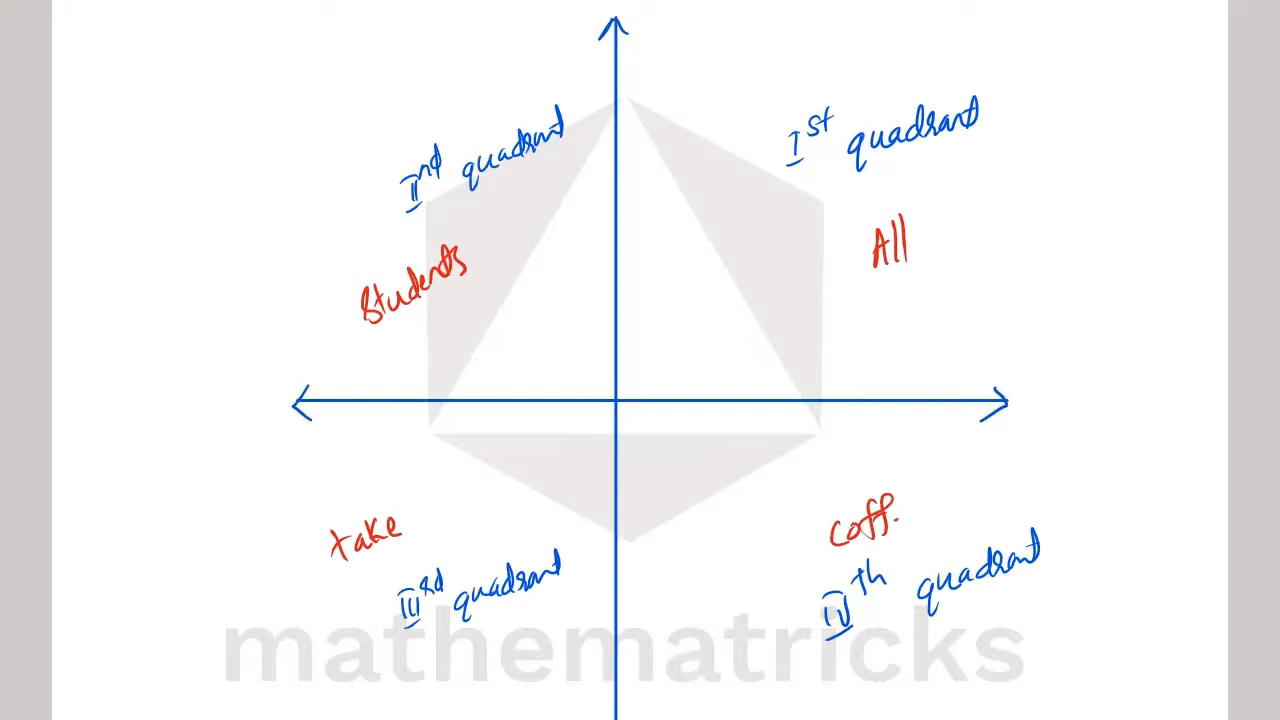 IInd quadrant
Ist quadrant
Students
All
take
Coff.
IIIrd quadrant
IVth quadrant
mathematricks